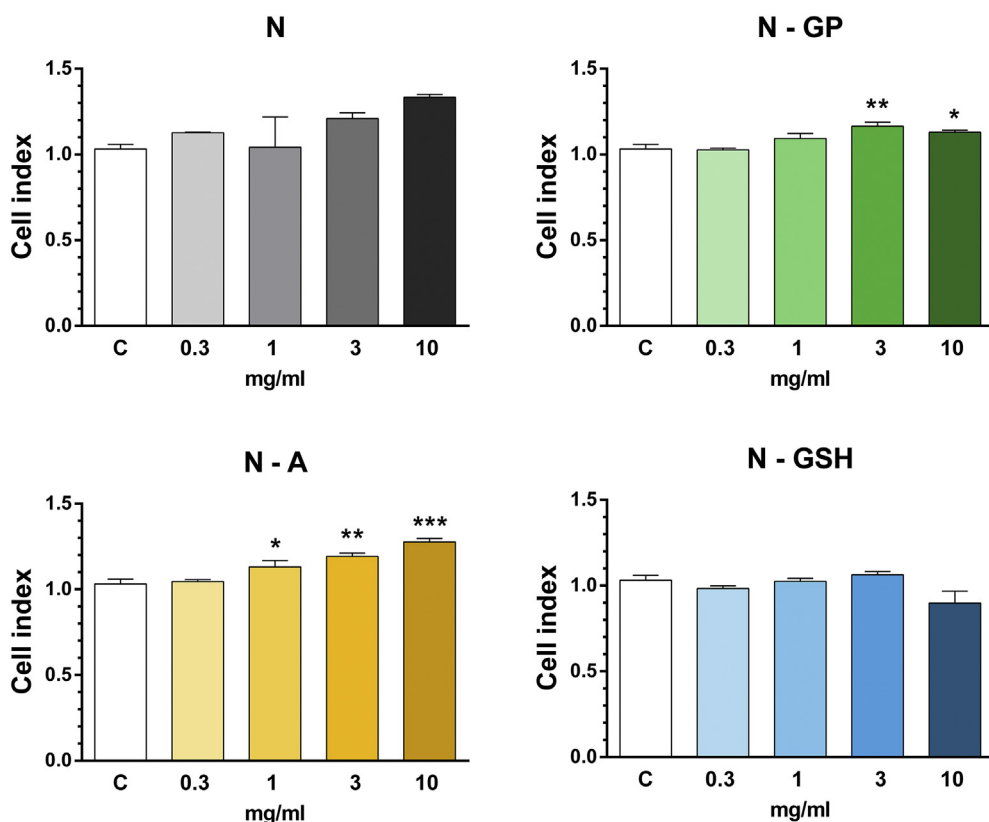 N
Cell index
1.5
1.0
0.5
0.0
C 0.3 1 3 10
mg/ml
N - GP
Cell index
1.5
1.0
0.5
0.0
** *
C 0.3 1 3 10
mg/ml
N - A
Cell index
1.5
1.0
0.5
0.0
* ** ***
C 0.3 1 3 10
mg/ml
N - GSH
Cell index
1.5
1.0
0.5
0.0
C 0.3 1 3 10
mg/ml